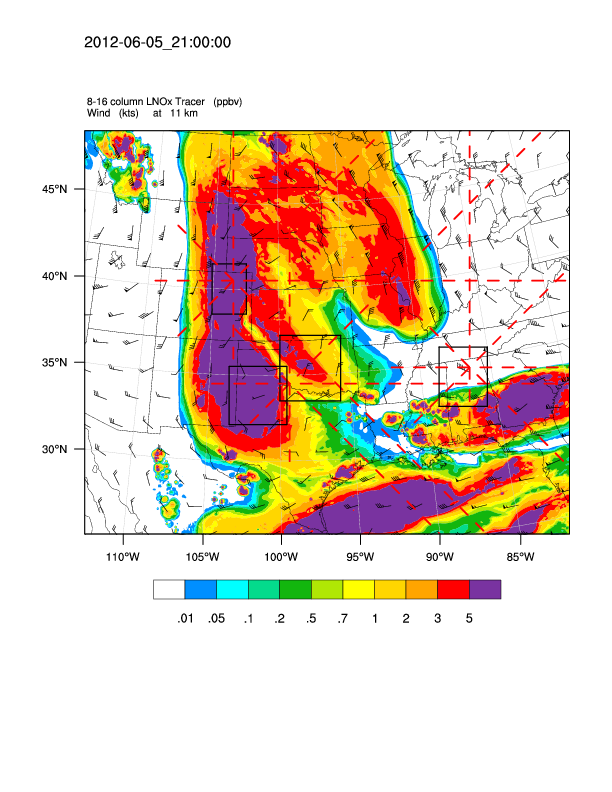 2012-06-05_21:00:00
8-16 column LNOx Tracer (ppbv)
Wind (kts) at 11 km
45°N
40°N
35°N
30°N
110°W 105°W 100°W 95°W 90°W 85°W
.01 .05 .1 .2 .5 .7 1 2 3 5